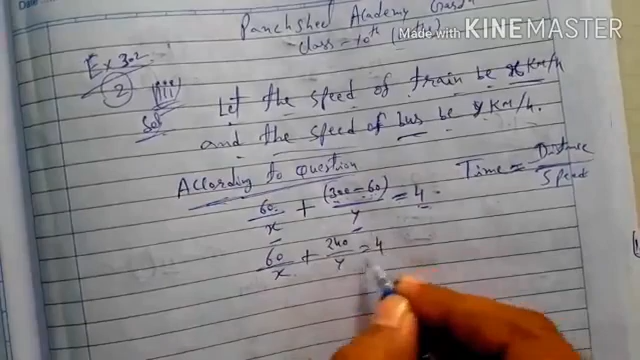 Panchsheel Academy
Made with KINEMASTER
class - 10th
Ex 3.2
2 (iii)
Sol Let the speed of train be x KM/h
and the speed of bus be y KM/h.
According to question
Time = Distance / Speed
60/x + (300-60)/y = 4
60/x + 240/y = 4